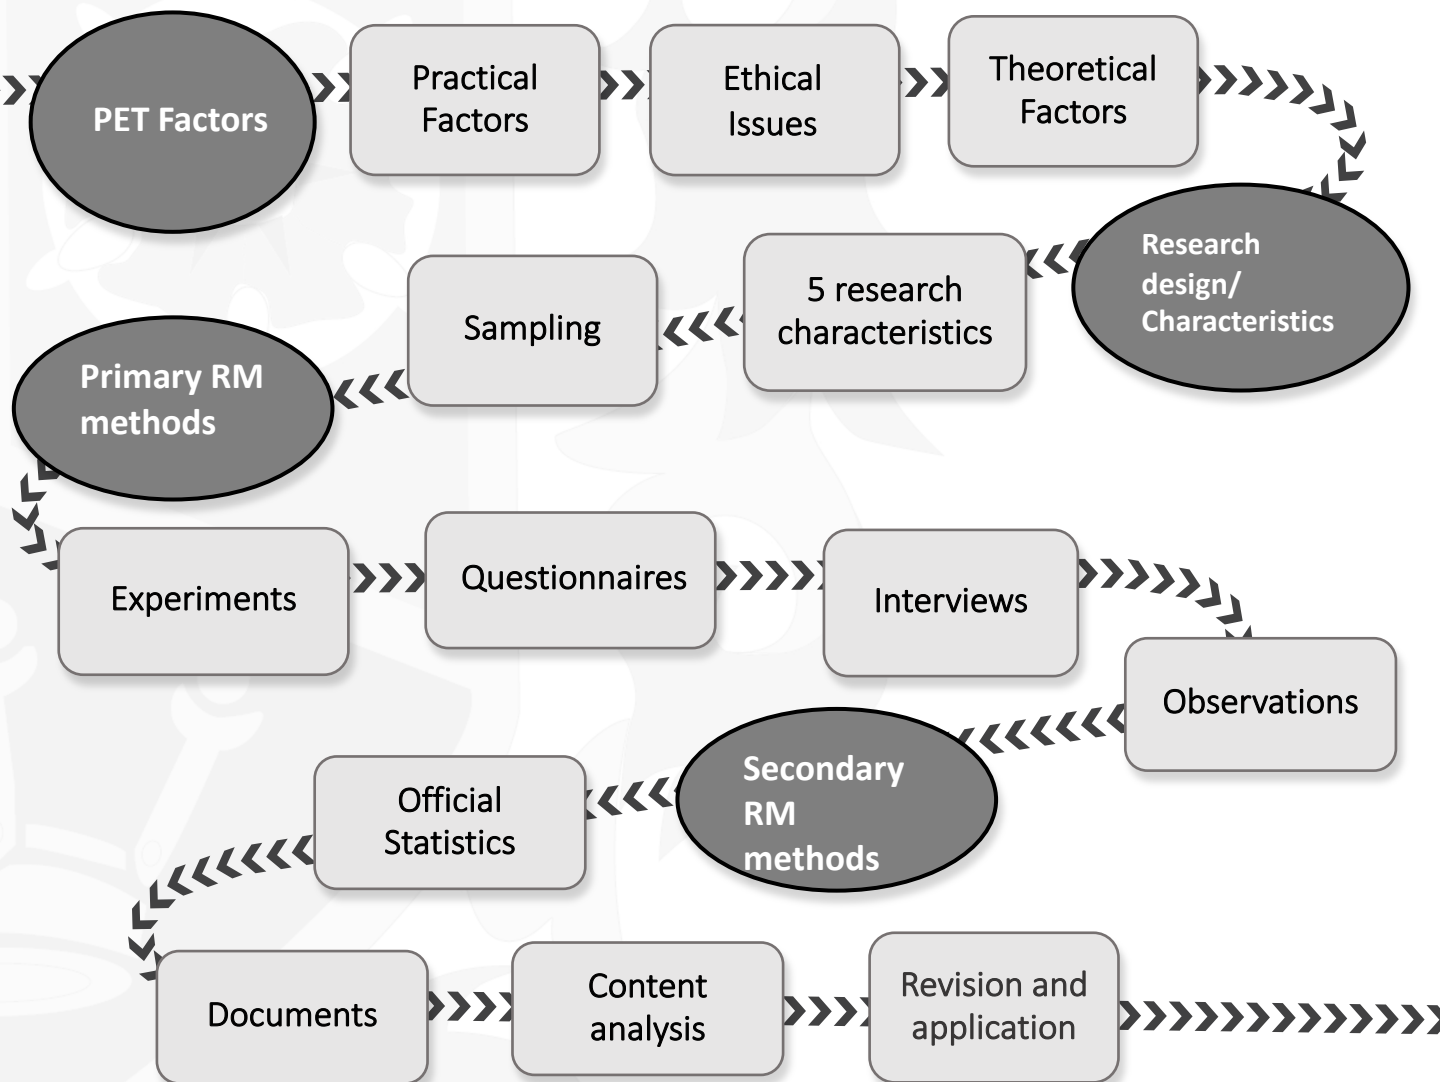 PET Factors
Practical
Factors
Ethical
Issues
Theoretical
Factors
Research
design/
Characteristics
5 research
characteristics
Sampling
Primary RM
methods
Experiments
Questionnaires
Interviews
Observations
Secondary
RM
methods
Official
Statistics
Documents
Content
analysis
Revision and
application